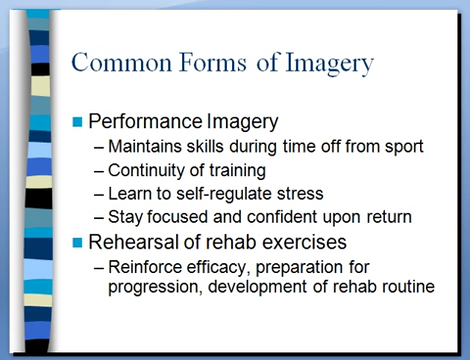 Common Forms of Imagery
Performance Imagery
– Maintains skills during time off from sport
– Continuity of training
– Learn to self-regulate stress
– Stay focused and confident upon return
Rehearsal of rehab exercises
– Reinforce efficacy, preparation for
progression, development of rehab routine